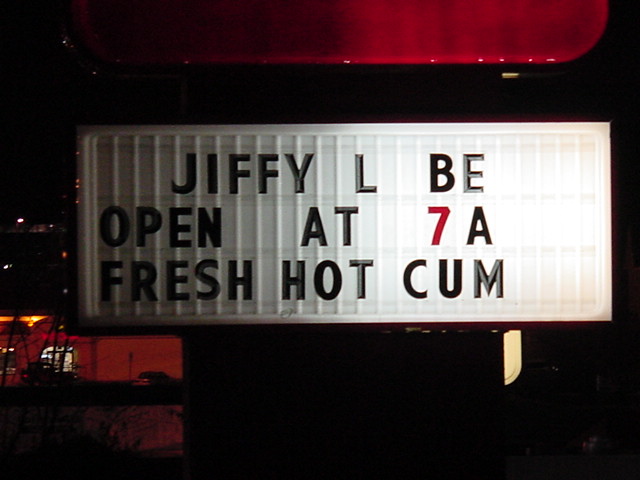 JIFFY L BE
OPEN AT 7A
FRESH HOT CUM